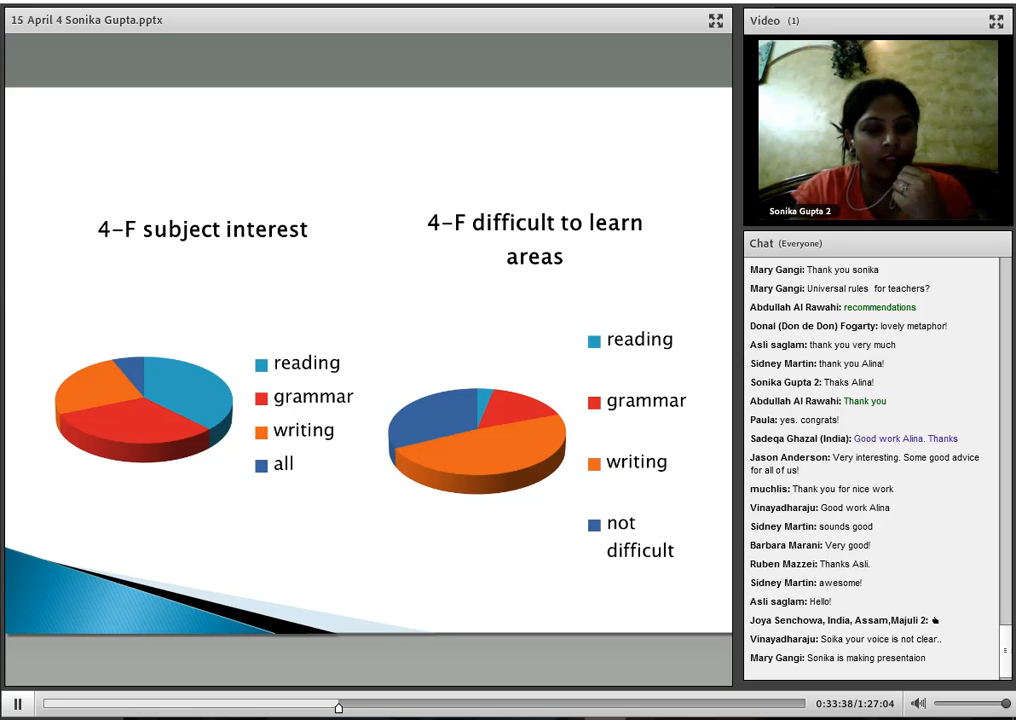 15 April 4 Sonika Gupta.pptx
4-F subject interest
reading
grammar
writing
all
4-F difficult to learn
areas
reading
grammar
writing
not
difficult
Video (1)
Sonika Gupta 2
Chat (Everyone)
Mary Gangi: Thank you sonika
Mary Gangi: Universal rules for teachers?
Abdullah Al Rawahi: recommendations
Donal (Don de Don) Fogarty: lovely metaphor!
Asli saglam: thank you very much
Sidney Martin: thank you Alina!
Sonika Gupta 2: Thaks Alina!
Abdullah Al Rawahi: Thank you
Paula: yes. congrats!
Sadeqa Ghazal (India): Good work Alina. Thanks
Jason Anderson: Very interesting. Some good advice
for all of us!
muchlis: Thank you for nice work
Vinayadharaju: Good work Alina
Sidney Martin: sounds good
Barbara Marani: Very good!
Ruben Mazzei: Thanks Asli.
Sidney Martin: awesome!
Asli saglam: Hello!
Joya Senchowa, India, Assam,Majuli 2:
Vinayadharaju: Soika your voice is not clear..
Mary Gangi: Sonika is making presentaion
0:33:38/1:27:04